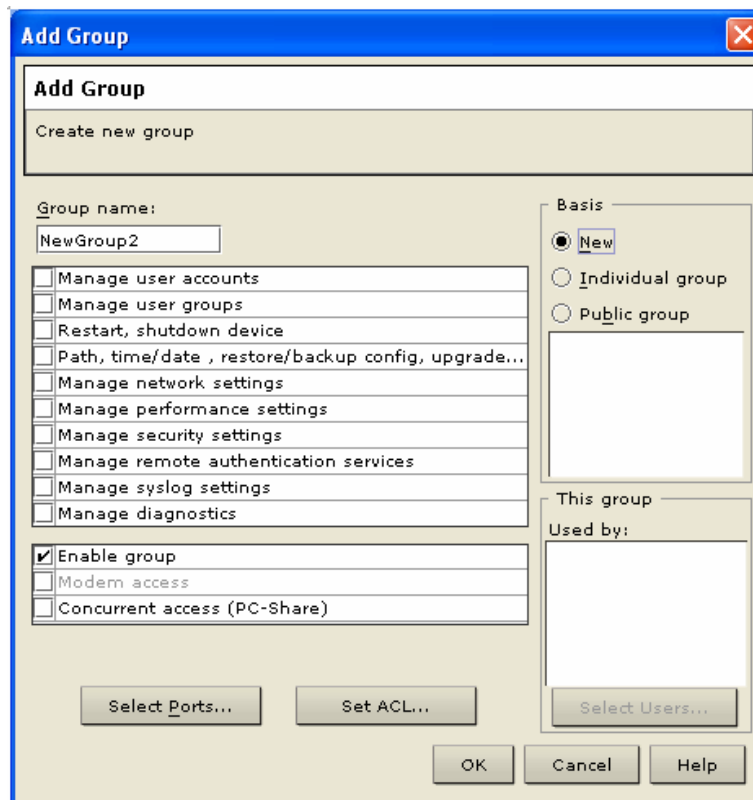 Add Group
Add Group
Create new group
Group name:
NewGroup2
Manage user accounts
Manage user groups
Restart, shutdown device
Path, time/date , restore/backup config, upgrade...
Manage network settings
Manage performance settings
Manage security settings
Manage remote authentication services
Manage syslog settings
Manage diagnostics
Enable group
Modem access
Concurrent access (PC-Share)
Select Ports...
Set ACL...
Basis
New
Individual group
Public group
This group
Used by:
Select Users...
OK
Cancel
Help